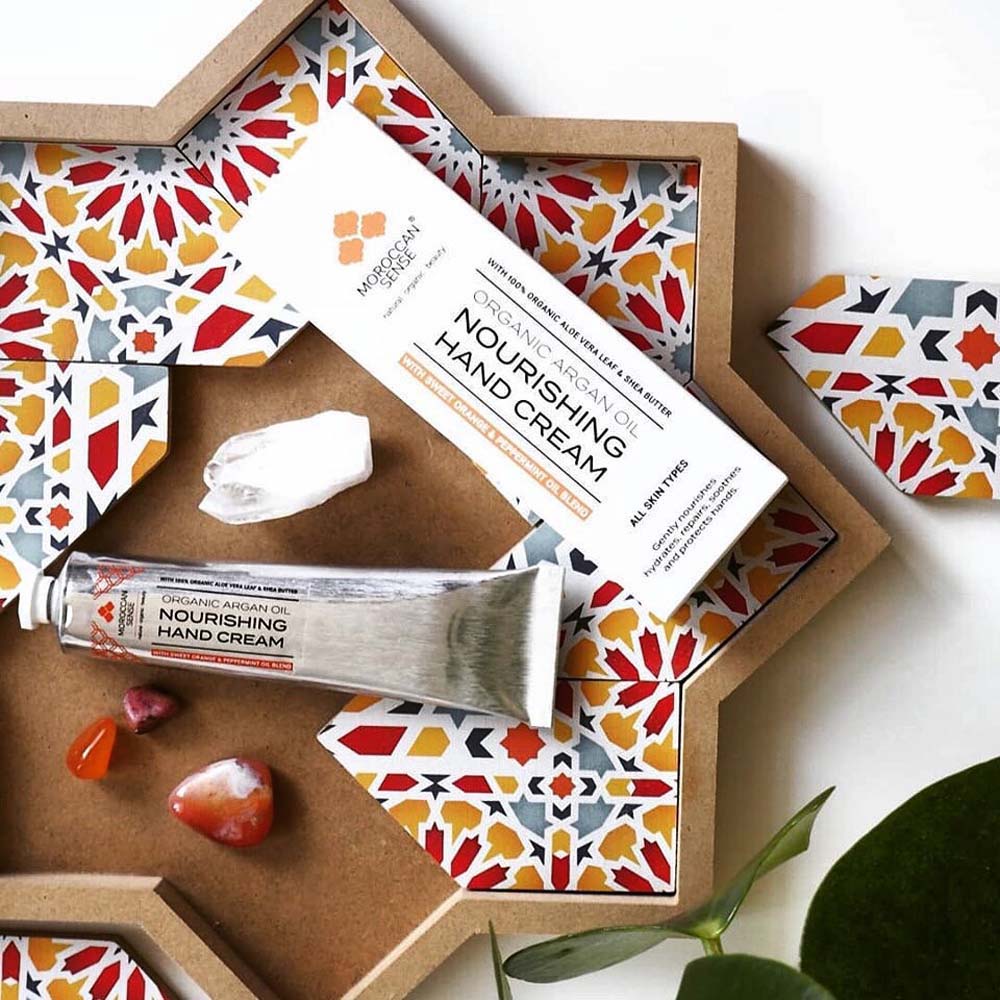 MOROCCAN ®
SENSE
natural organic beauty
WITH 100% ORGANIC ALOE VERA LEAF & SHEA BUTTER
ORGANIC ARGAN OIL
NOURISHING
HAND CREAM
WITH SWEET ORANGE & PEPPERMINT OIL BLEND
ALL SKIN TYPES
Gently nourishes
hydrates, repairs, soothes
and protects hands
MOROCCAN
SENSE
natural organic beauty
WITH 100% ORGANIC ALOE VERA LEAF & SHEA BUTTER
ORGANIC ARGAN OIL
NOURISHING
HAND CREAM
WITH SWEET ORANGE & PEPPERMINT OIL BLEND